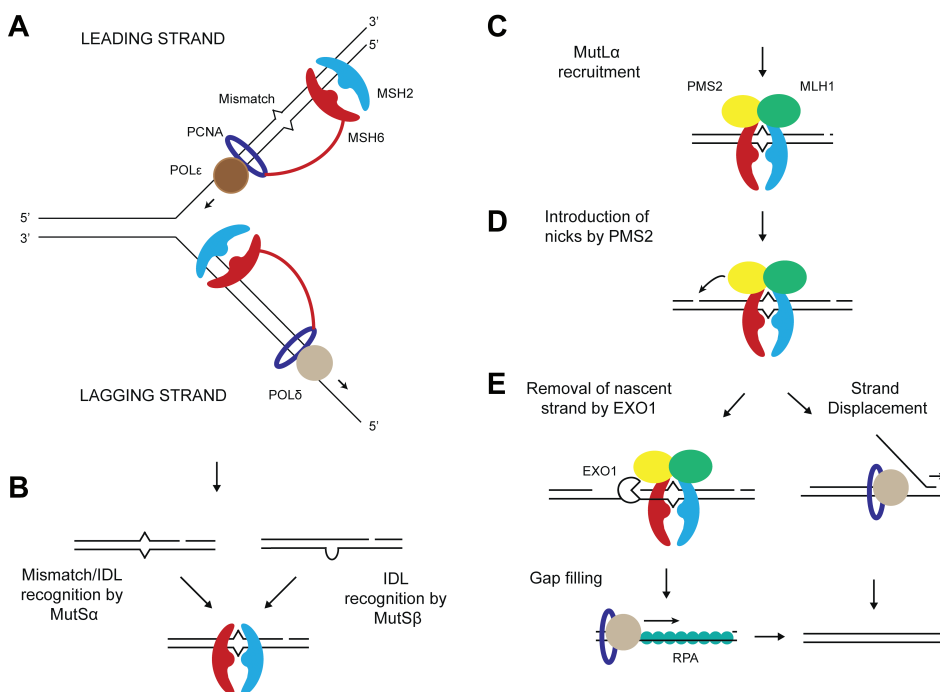 A
LEADING STRAND
3’
5’
MSH2
Mismatch
PCNA
MSH6
POLε
5’
3’
POLδ
LAGGING STRAND
5’
B
Mismatch/IDL
recognition by
MutSα
IDL
recognition by
MutSβ
C
MutLα
recruitment
PMS2
MLH1
D
Introduction of
nicks by PMS2
E
Removal of nascent
strand by EXO1
Strand
Displacement
EXO1
Gap filling
RPA